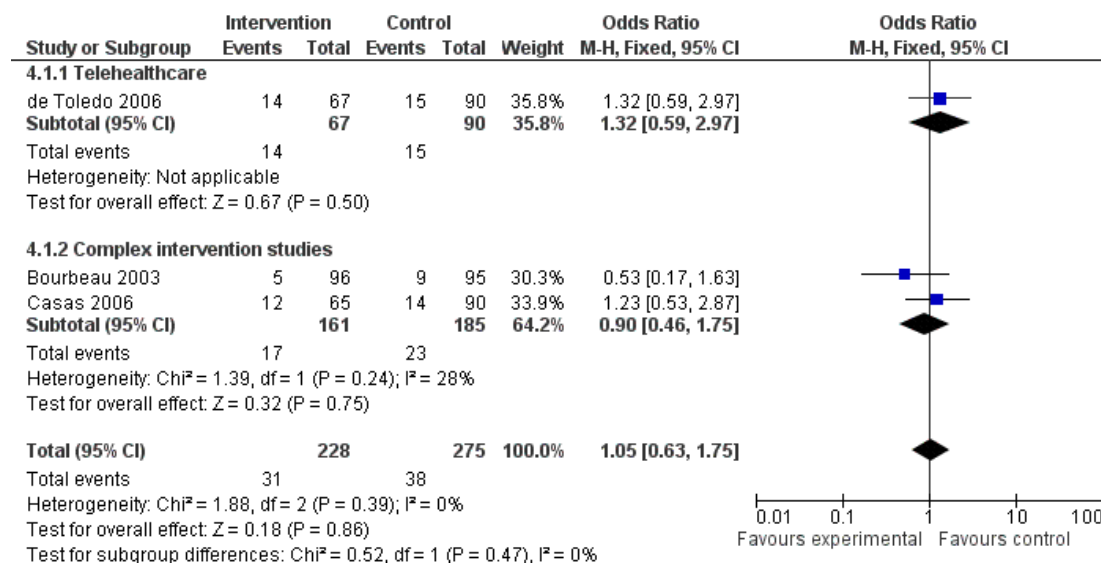 Intervention Control Odds Ratio Odds Ratio
Study or Subgroup Events Total Events Total Weight M-H, Fixed, 95% CI M-H, Fixed, 95% CI
4.1.1 Telehealthcare
de Toledo 2006 14 67 15 90 35.8% 1.32 [0.59, 2.97]
Subtotal (95% CI) 67 90 35.8% 1.32 [0.59, 2.97]
Total events 14 15
Heterogeneity: Not applicable
Test for overall effect: Z = 0.67 (P = 0.50)
4.1.2 Complex intervention studies
Bourbeau 2003 5 96 9 95 30.3% 0.53 [0.17, 1.63]
Casas 2006 12 65 14 90 33.9% 1.23 [0.53, 2.87]
Subtotal (95% CI) 161 185 64.2% 0.90 [0.46, 1.75]
Total events 17 23
Heterogeneity: Chi² = 1.39, df = 1 (P = 0.24); I² = 28%
Test for overall effect: Z = 0.32 (P = 0.75)
Total (95% CI) 228 275 100.0% 1.05 [0.63, 1.75]
Total events 31 38
Heterogeneity: Chi² = 1.88, df = 2 (P = 0.39); I² = 0%
Test for overall effect: Z = 0.18 (P = 0.86)
Test for subgroup differences: Chi² = 0.52, df = 1 (P = 0.47), I² = 0%
0.01 0.1 1 10 100
Favours experimental Favours control